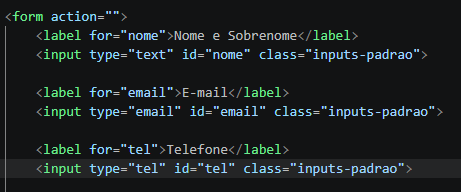 <form action="">
<label for="nome">Nome e Sobrenome</label>
<input type="text" id="nome" class="inputs-padrao">
<label for="email">E-mail</label>
<input type="email" id="email" class="inputs-padrao">
<label for="tel">Telefone</label>
<input type="tel" id="tel" class="inputs-padrao">